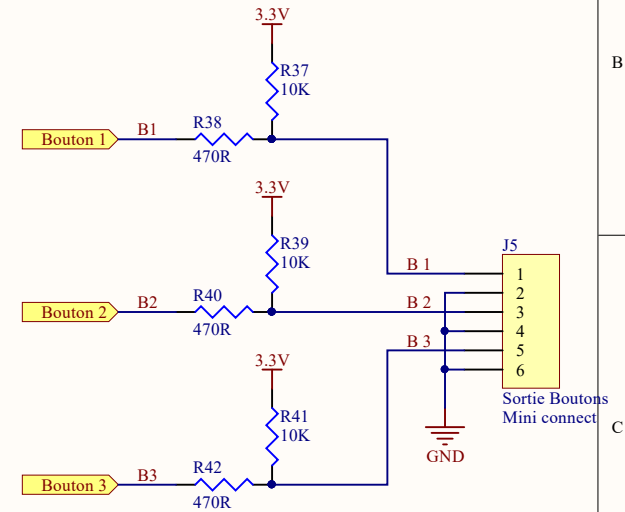 3.3V
R37
10K
B
Bouton 1
B1
R38
470R
3.3V
R39
10K
J5
B 1
1
2
Bouton 2
B2
R40
470R
B 2
3
4
B 3
5
6
3.3V
Sortie Boutons
Mini connect
R41
10K
C
GND
Bouton 3
B3
R42
470R